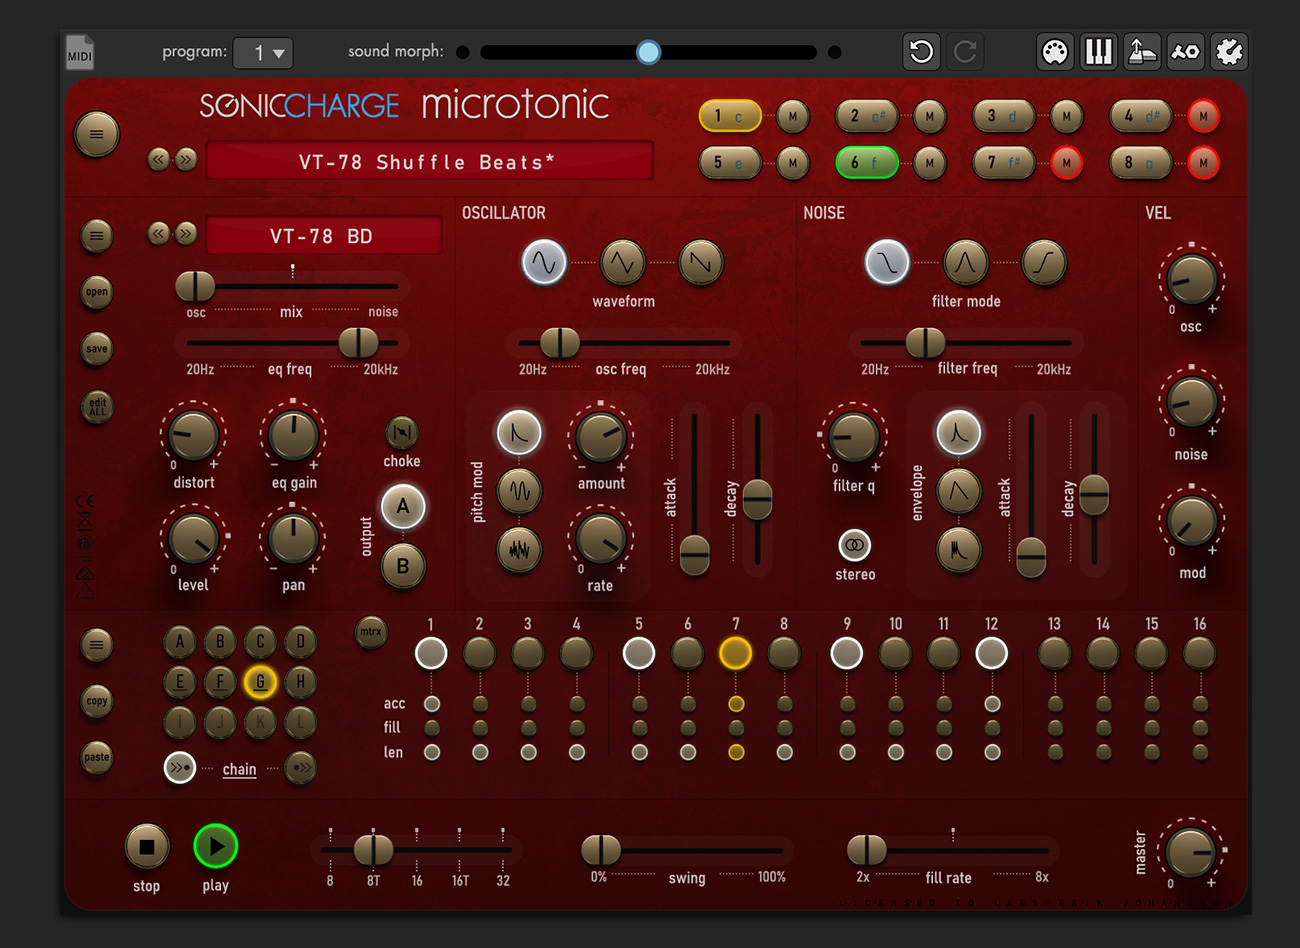 MIDI program: 1 sound morph:
SONICCHARGE microtonic
1 c M 2 c# M 3 d M 4 d# M
VT-78 Shuffle Beats*
5 e M 6 f M 7 f# M 8 g M
OSCILLATOR NOISE VEL
VT-78 BD
open
osc mix noise
waveform
filter mode
0 + osc
save
20Hz eq freq 20kHz
20Hz osc freq 20kHz
20Hz filter freq 20kHz
edit ALL
0 + distort
- + eq gain
choke
pitch mod
- + amount
attack
decay
0 + filter q
envelope
attack
decay
0 + noise
0 + level
- + pan
output
A
B
0 + rate
stereo
0 + mod
mtrx
1 2 3 4 5 6 7 8 9 10 11 12 13 14 15 16
A B C D
E F G H
I J K L
copy
paste
acc
fill
len
chain
stop play
8 8T 16 16T 32
0% swing 100%
2x fill rate 8x
master
0 +
LICENSED TO LARS-ERIK JOHANSSON